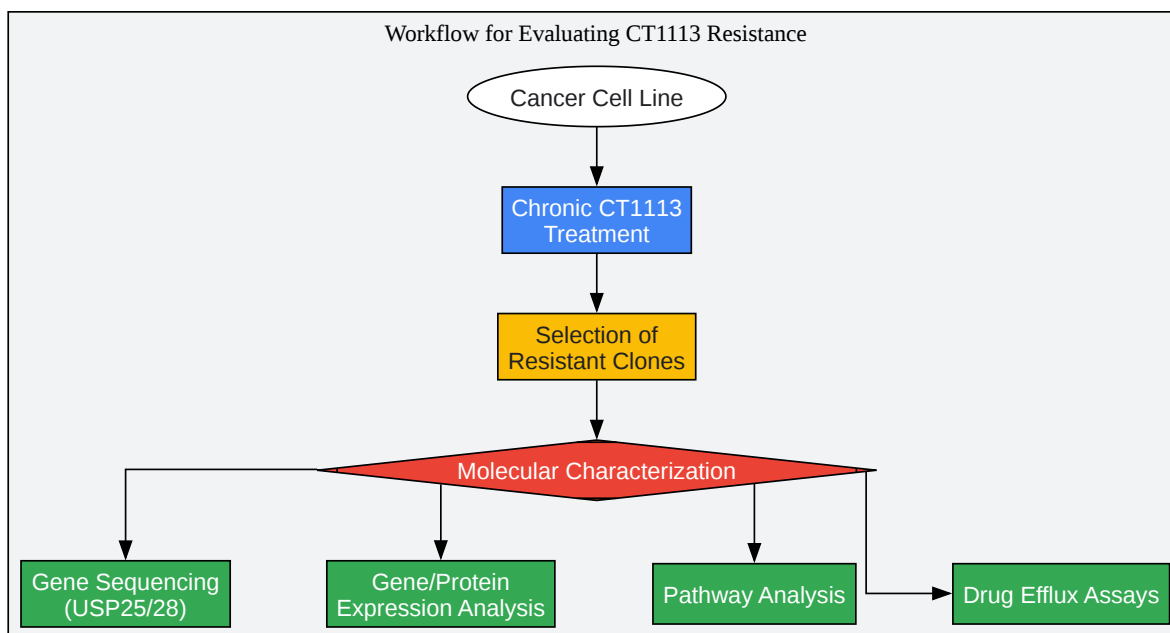 Workflow for Evaluating CT1113 Resistance
Cancer Cell Line
Chronic CT1113
Treatment
Selection of
Resistant Clones
Molecular Characterization
Gene Sequencing
(USP25/28)
Gene/Protein
Expression Analysis
Pathway Analysis
Drug Efflux Assays